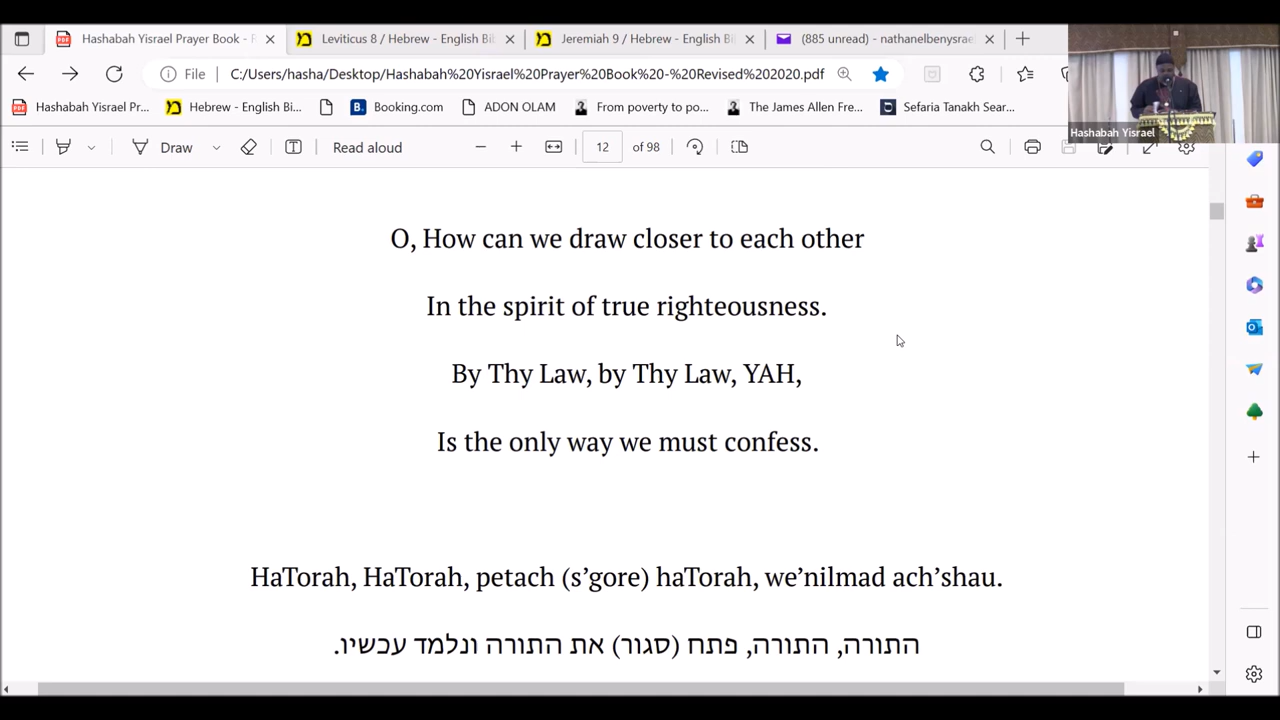 Hashabah Yisrael Prayer Book - R
Leviticus 8 / Hebrew - English Bi
Jeremiah 9 / Hebrew - English Bi
(885 unread) - nathanelbenysrae
File
C:/Users/hasha/Desktop/Hashabah%20Yisrael%20Prayer%20Book%20-%20Revised%202020.pdf
Hashabah Yisrael Pr...
Hebrew - English Bi...
Booking.com
ADON OLAM
From poverty to po...
The James Allen Fre...
Sefaria Tanakh Sear...
Hashabah Yisrael
Draw
Read aloud
12 of 98
O, How can we draw closer to each other
In the spirit of true righteousness.
By Thy Law, by Thy Law, YAH,
Is the only way we must confess.
HaTorah, HaTorah, petach (s’gore) haTorah, we’nilmad ach’shau.
התורה, התורה, פתח (סגור) את התורה ונלמד עכשיו.